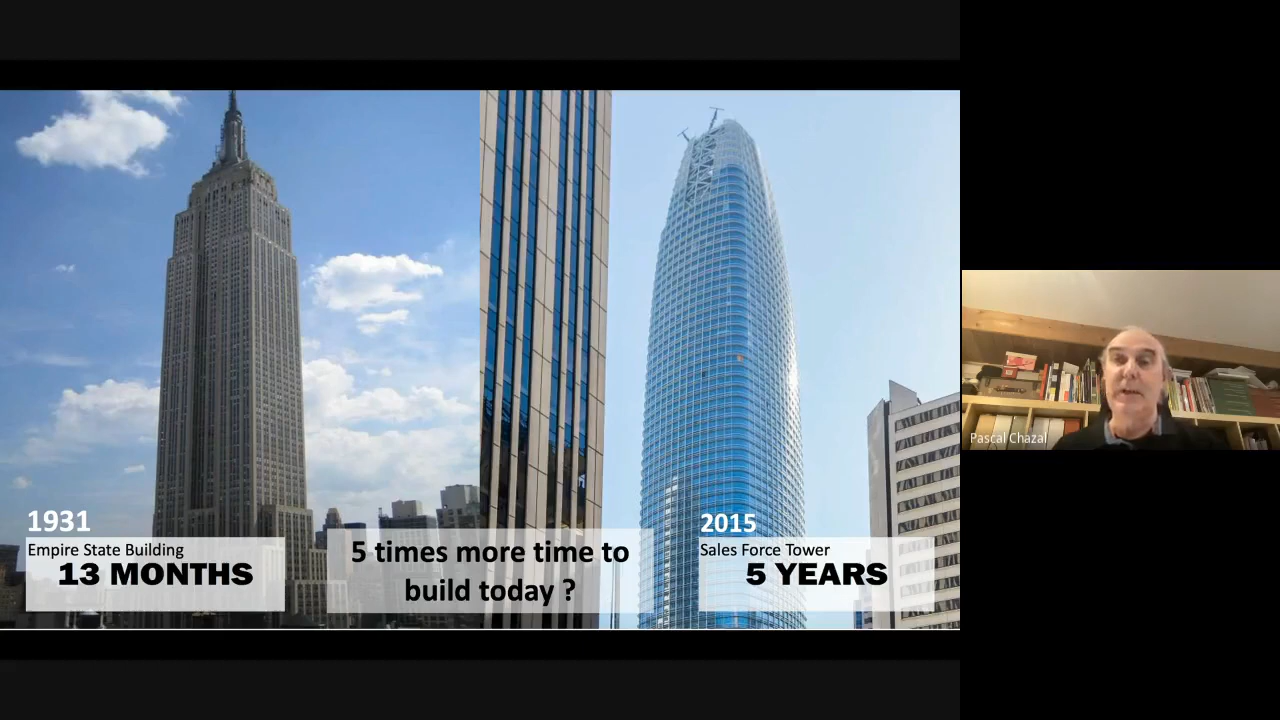 1931
Empire State Building
13 MONTHS
5 times more time to
build today ?
2015
Sales Force Tower
5 YEARS
Pascal Chazal